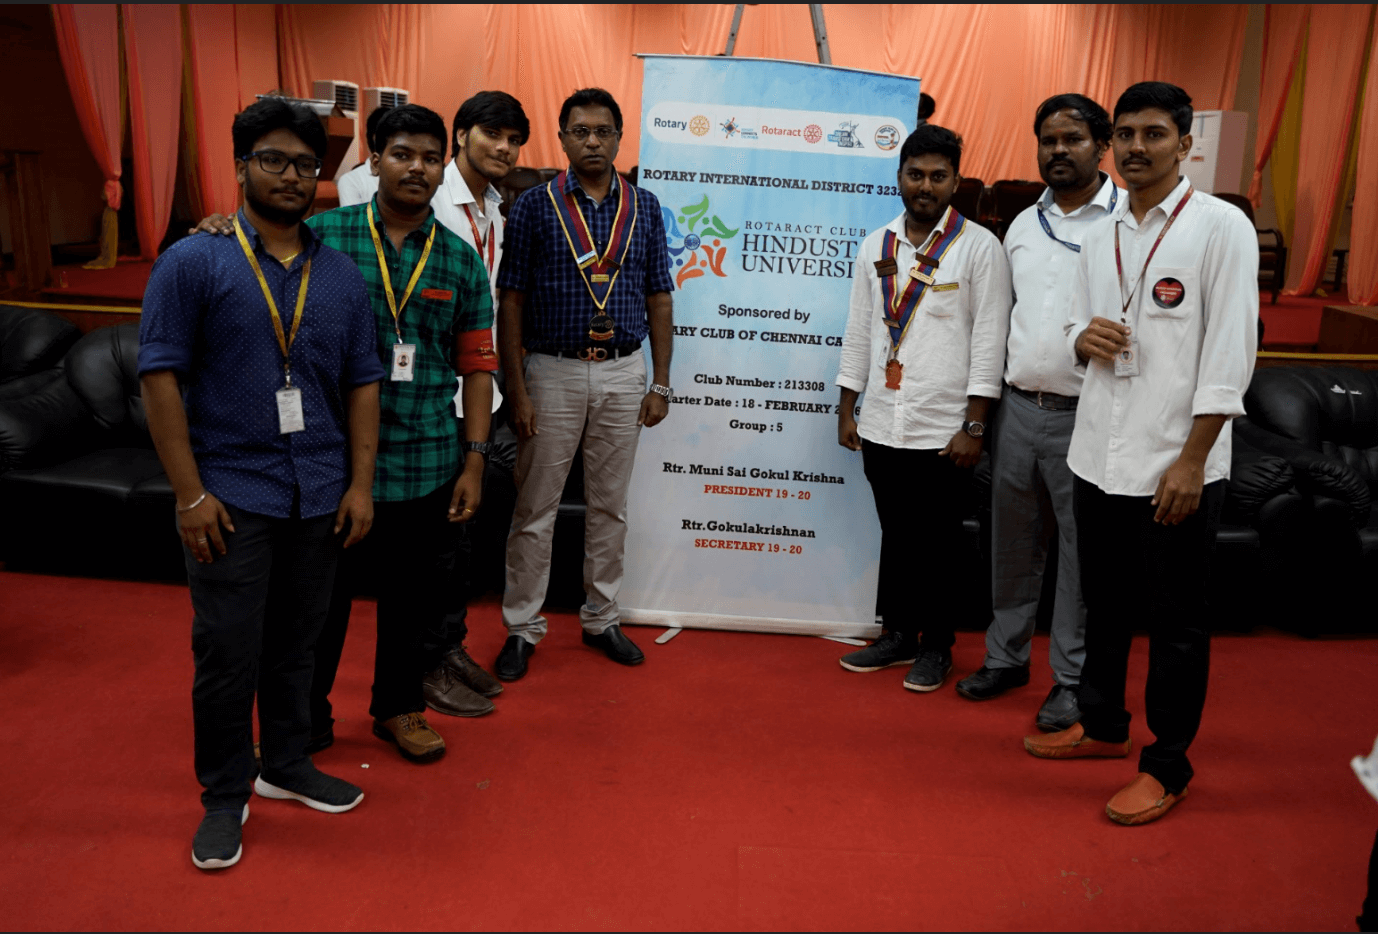 Rotary
Rotaract
ROTARY INTERNATIONAL DISTRICT 323
ROTARACT CLUB
HINDUST
UNIVERSI
Sponsored by
ARY CLUB OF CHENNAI CA
Club Number : 213308
arter Date : 18 - FEBRUARY 2 6
Group : 5
Rtr. Muni Sai Gokul Krishna
PRESIDENT 19 - 20
Rtr.Gokulakrishnan
SECRETARY 19 - 20